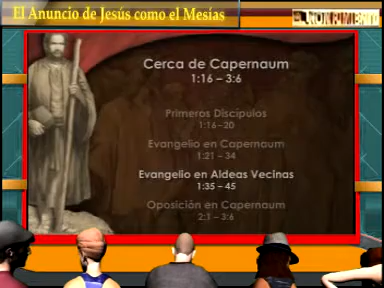 El Anuncio de Jesús como el Mesías
Cerca de Capernaum
1:16 – 3:6
Primeros Discípulos
1:16 –20
Evangelio en Capernaum
1:21 – 34
Evangelio en Aldeas Vecinas
1:35 – 45
Oposición en Capernaum
2:1 – 3:6